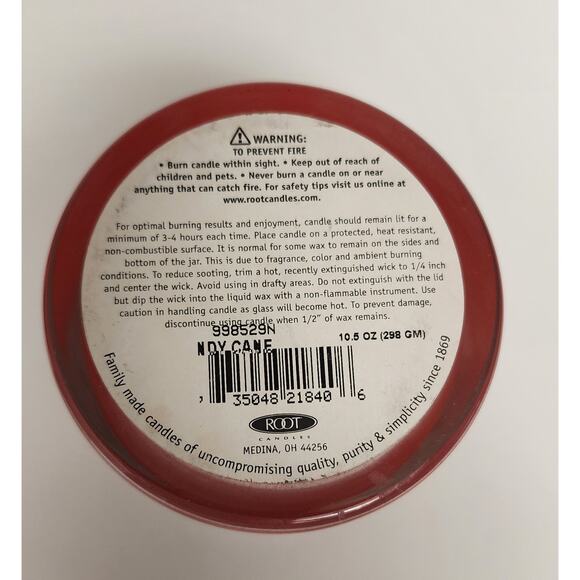 WARNING:
TO PREVENT FIRE
• Burn candle within sight. • Keep out of reach of
children and pets. • Never burn a candle on or near
anything that can catch fire. For safety tips visit us online at
www.rootcandles.com.
For optimal burning results and enjoyment, candle should remain lit for a
minimum of 3-4 hours each time. Place candle on a protected, heat resistant,
non-combustible surface. It is normal for some wax to remain on the sides and
bottom of the jar. This is due to fragrance, color and ambient burning
conditions. To reduce sooting, trim a hot, recently extinguished wick to 1/4 inch
and center the wick. Avoid using in drafty areas. Do not extinguish with the lid
but dip the wick into the liquid wax with a non-flammable instrument. Use
caution in handling candle as glass will become hot. To prevent damage,
discontinue using candle when 1/2" of wax remains.
998529N
NDY CANE
10.5 OZ (298 GM)
35048 21840 6
ROOT
CANDLES
MEDINA, OH 44256
Family made candles of uncompromising quality, purity & simplicity since 1869